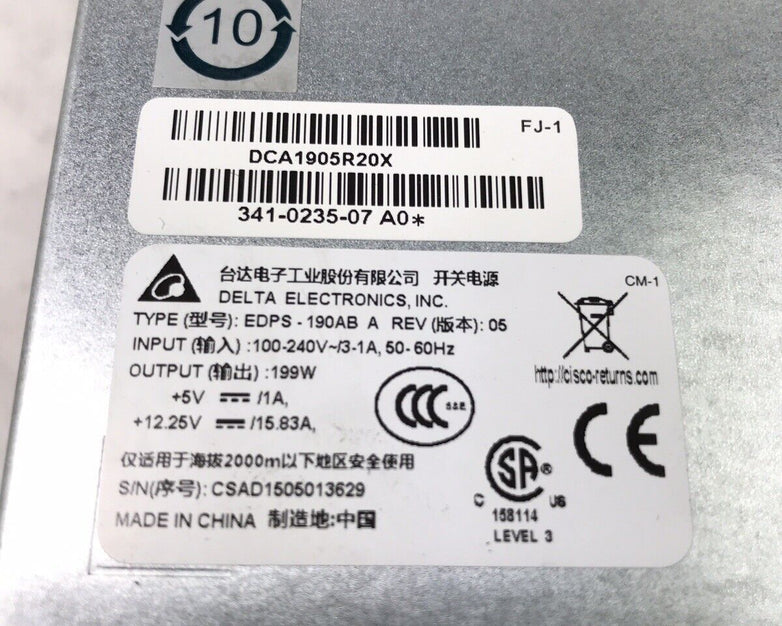 10
FJ-1
DCA1905R20X
341-0235-07 A0*
台达电子工业股份有限公司 开关电源
CM-1
DELTA ELECTRONICS, INC.
TYPE (型号): EDPS - 190AB A REV (版本): 05
INPUT (输入) :100-240V~/3-1A, 50- 60Hz
OUTPUT (输出) :199W
http://cisco-returns.com
+5V ⎓ /1A,
+12.25V ⎓ /15.83A,
CCC S&E
CE
仅适用于海拔2000m以下地区安全使用
SA®
S/N(序号): CSAD1505013629
C US
158114
MADE IN CHINA 制造地:中国
LEVEL 3